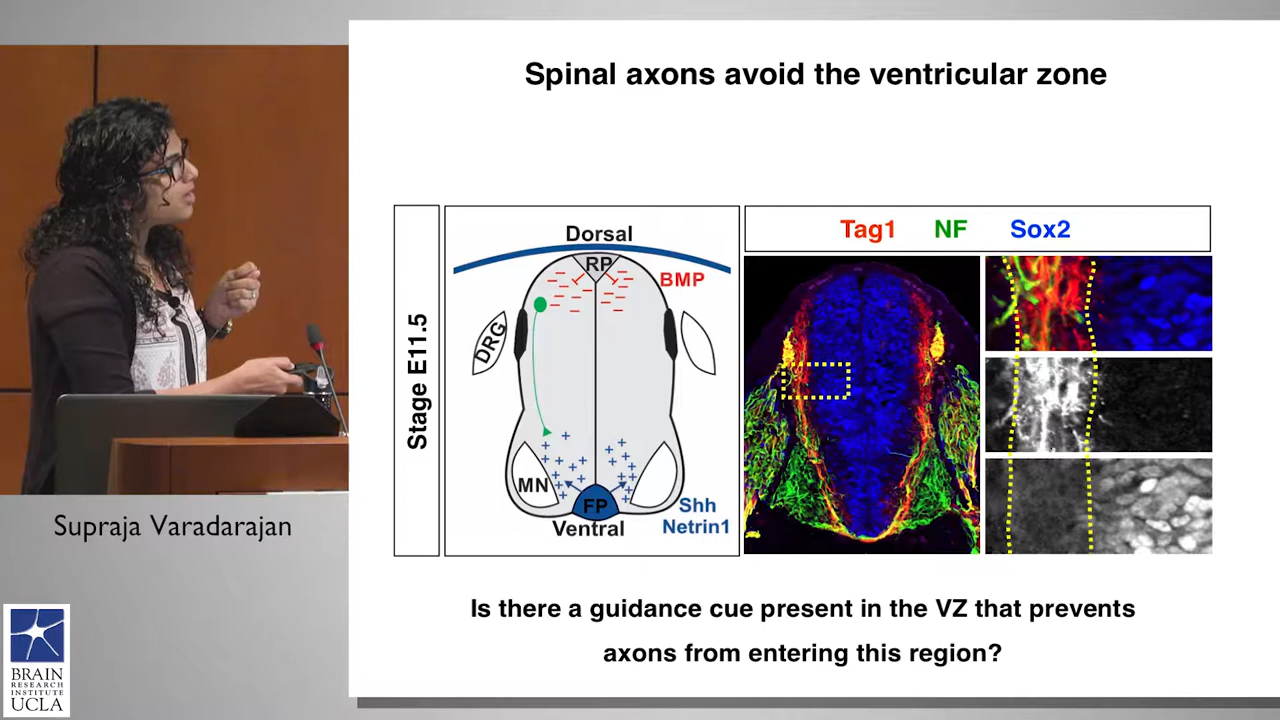 Spinal axons avoid the ventricular zone
Stage E11.5
Dorsal
RP
BMP
DRG
MN
FP
Shh
Netrin1
Ventral
Tag1 NF Sox2
Is there a guidance cue present in the VZ that prevents
axons from entering this region?
Supraja Varadarajan
BRAIN
RESEARCH
INSTITUTE
UCLA